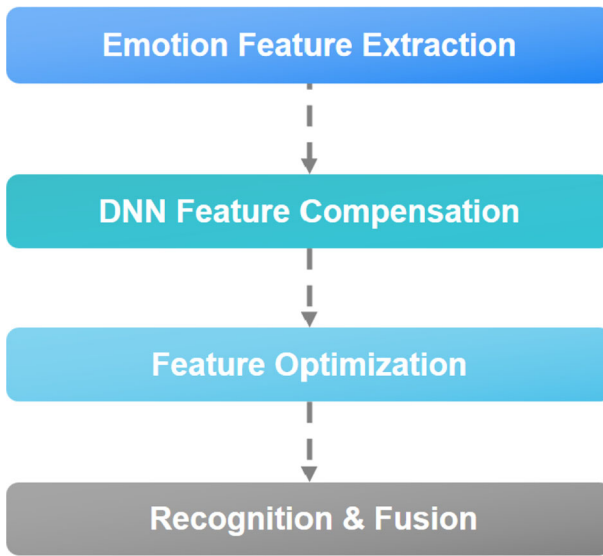 Emotion Feature Extraction
DNN Feature Compensation
Feature Optimization
Recognition & Fusion